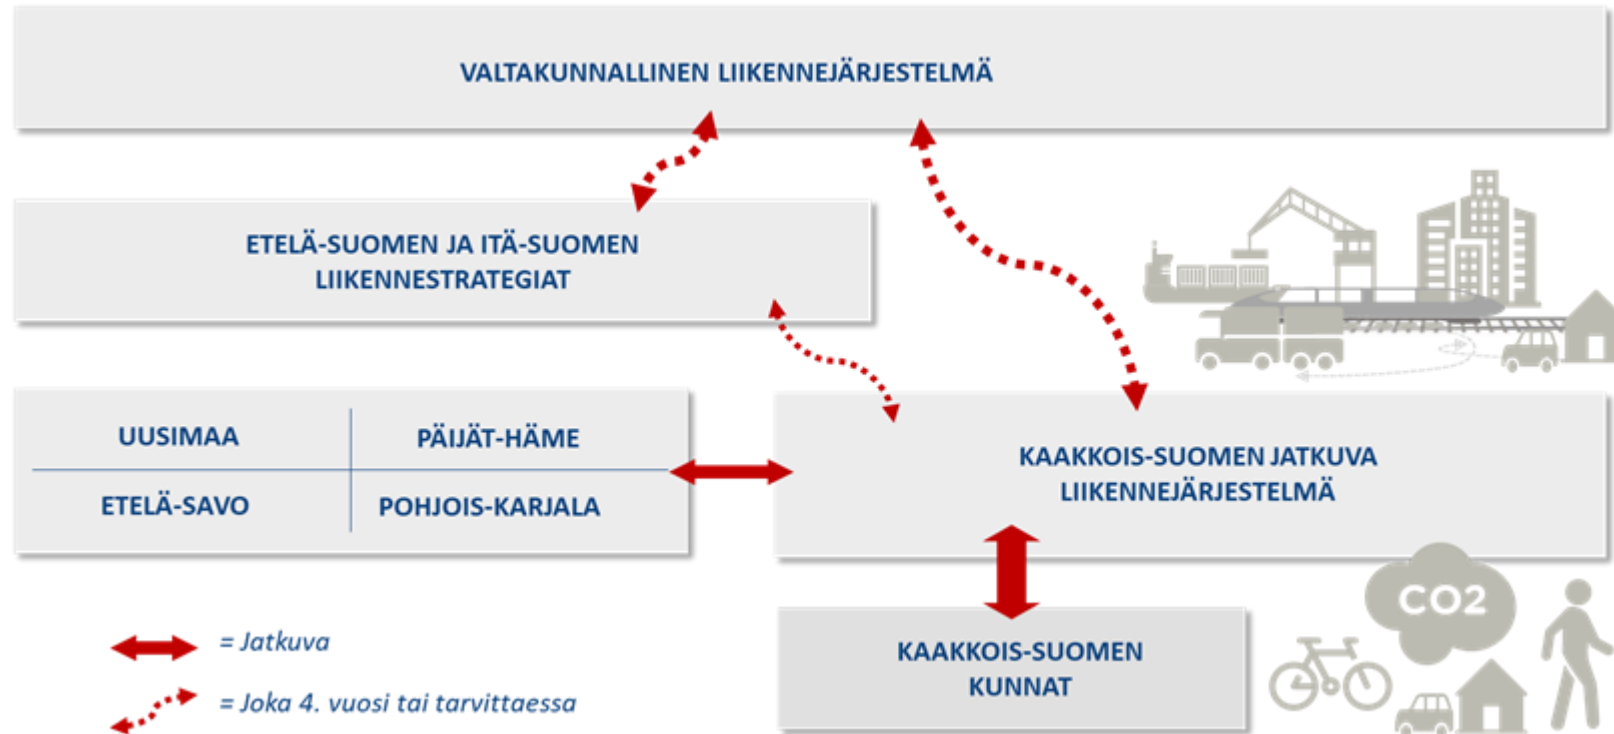 VALTAKUNNALLINEN LIIKENNEJÄRJESTELMÄ
ETELÄ-SUOMEN JA ITÄ-SUOMEN
LIIKENNESTRATEGIAT
UUSIMAA
PÄIJÄT-HÄME
ETELÄ-SAVO
POHJOIS-KARJALA
KAAKKOIS-SUOMEN JATKUVA
LIIKENNEJÄRJESTELMÄ
KAAKKOIS-SUOMEN
KUNNAT
CO2
= Jatkuva
= Joka 4. vuosi tai tarvittaessa